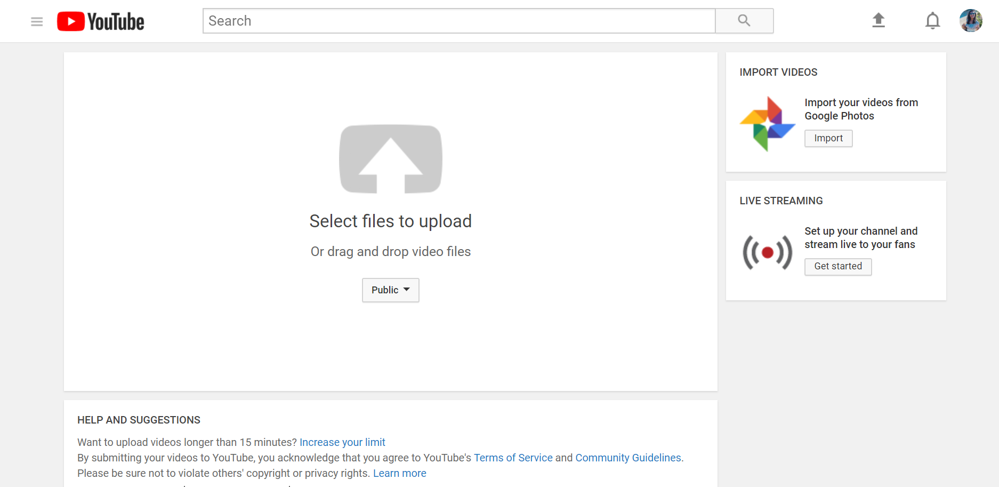 YouTube
Search
Select files to upload
Or drag and drop video files
Public
IMPORT VIDEOS
Import your videos from
Google Photos
Import
LIVE STREAMING
Set up your channel and
stream live to your fans
Get started
HELP AND SUGGESTIONS
Want to upload videos longer than 15 minutes? Increase your limit
By submitting your videos to YouTube, you acknowledge that you agree to YouTube's Terms of Service and Community Guidelines.
Please be sure not to violate others' copyright or privacy rights. Learn more